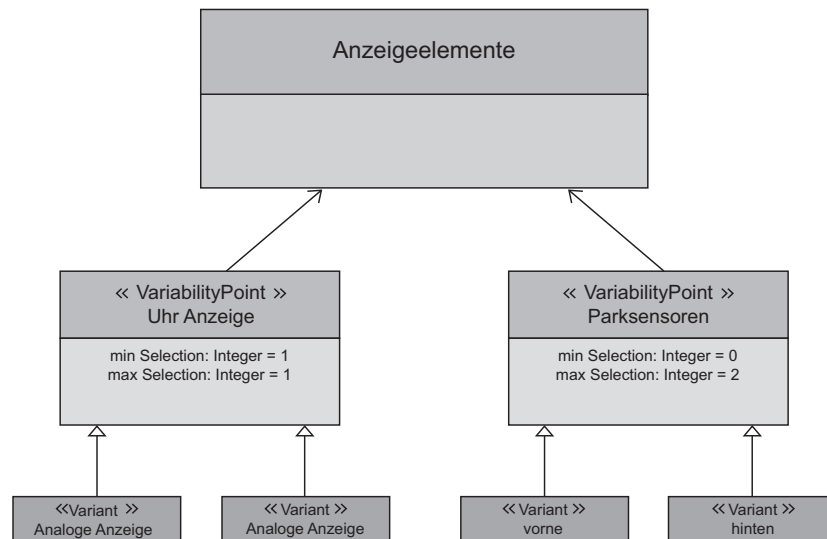 Anzeigeelemente
« VariabilityPoint »
Uhr Anzeige
min Selection: Integer = 1
max Selection: Integer = 1
« VariabilityPoint »
Parksensoren
min Selection: Integer = 0
max Selection: Integer = 2
«Variant »
Analoge Anzeige
«Variant »
Analoge Anzeige
«Variant »
vorne
«Variant »
hinten